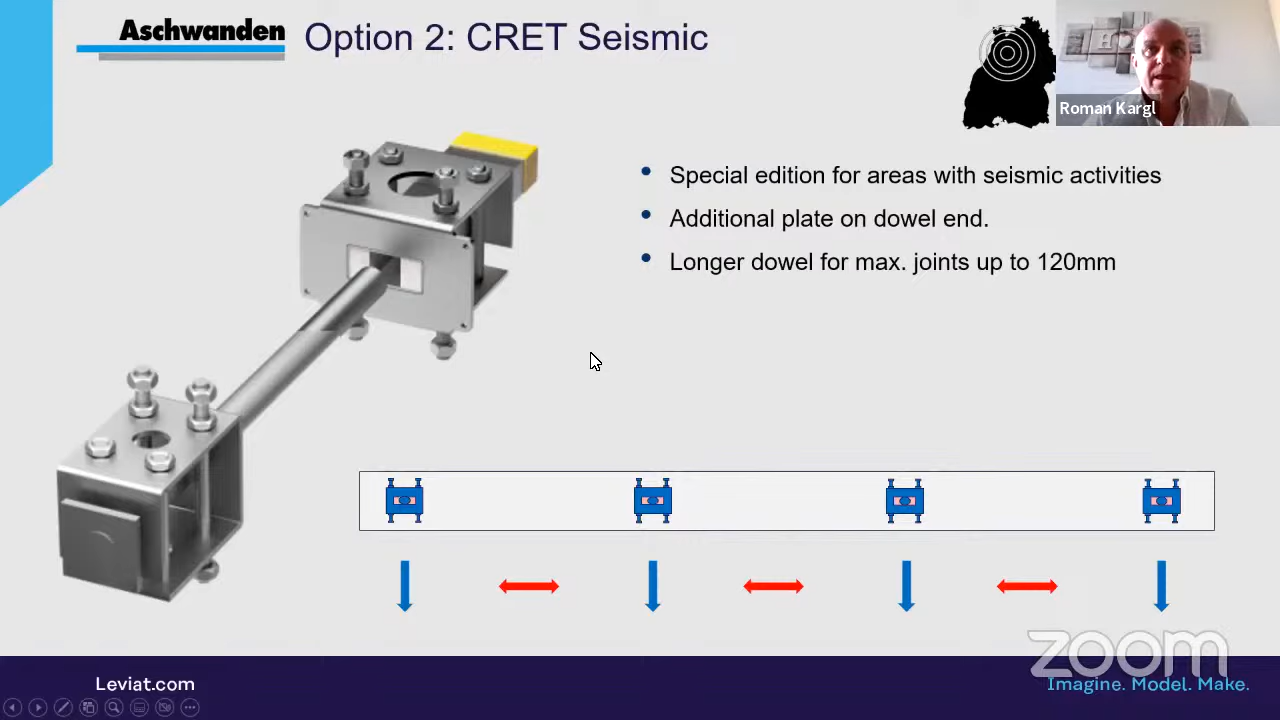 Aschwanden
Option 2: CRET Seismic
Roman Kargl
• Special edition for areas with seismic activities
• Additional plate on dowel end.
• Longer dowel for max. joints up to 120mm
zoom
Leviat.com
Imagine. Model. Make.